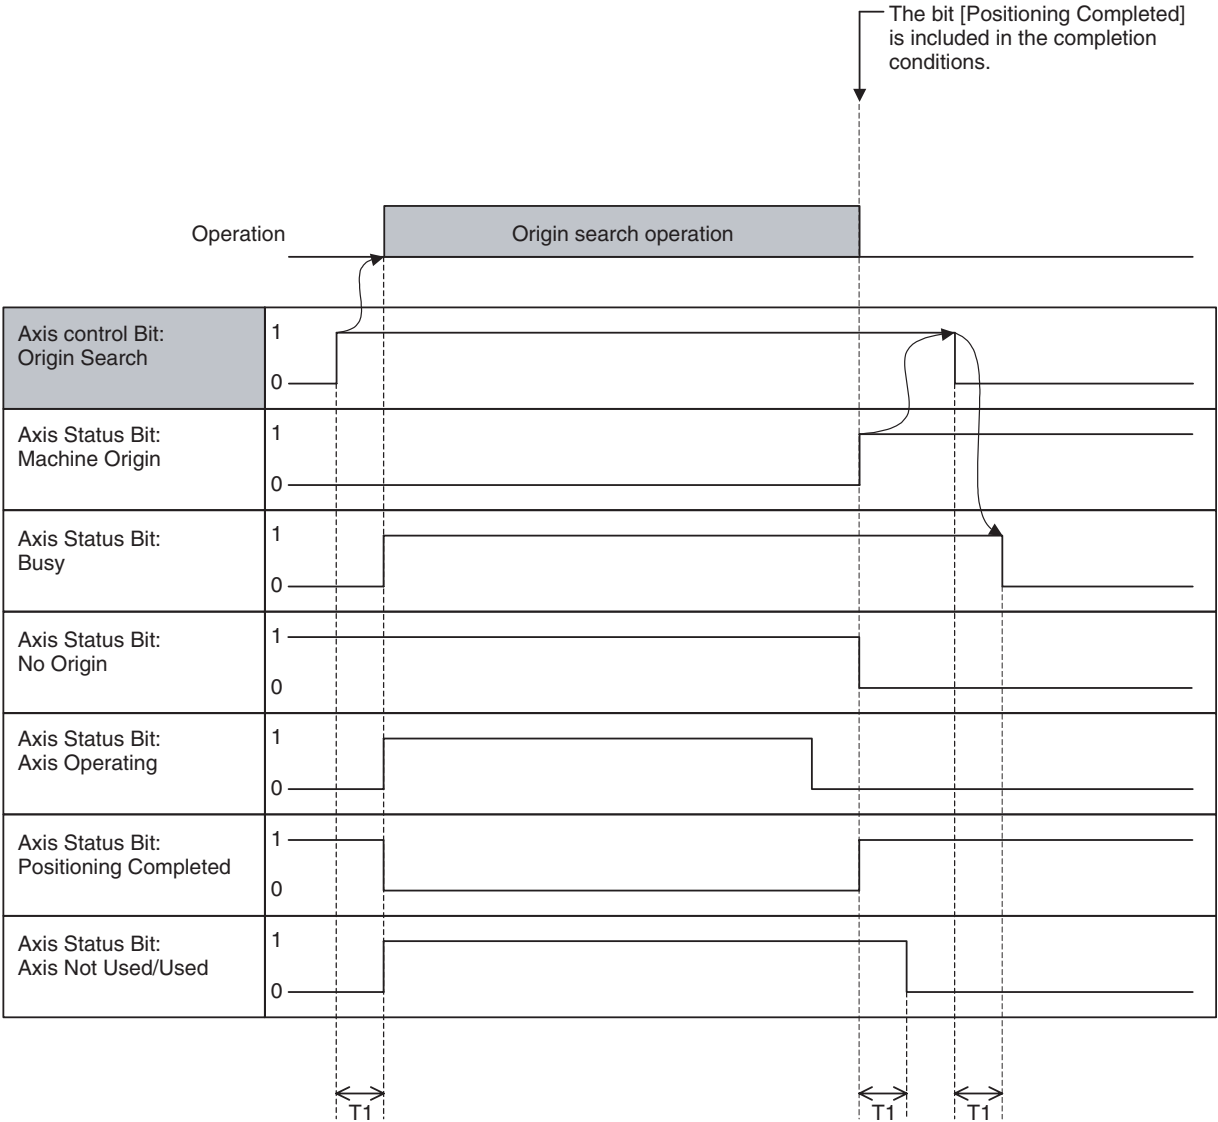 The bit [Positioning Completed]
is included in the completion
conditions.
Operation
Origin search operation
Axis control Bit:
Origin Search
1
0
Axis Status Bit:
Machine Origin
1
0
Axis Status Bit:
Busy
1
0
Axis Status Bit:
No Origin
1
0
Axis Status Bit:
Axis Operating
1
0
Axis Status Bit:
Positioning Completed
1
0
Axis Status Bit:
Axis Not Used/Used
1
0
T1
T1
T1